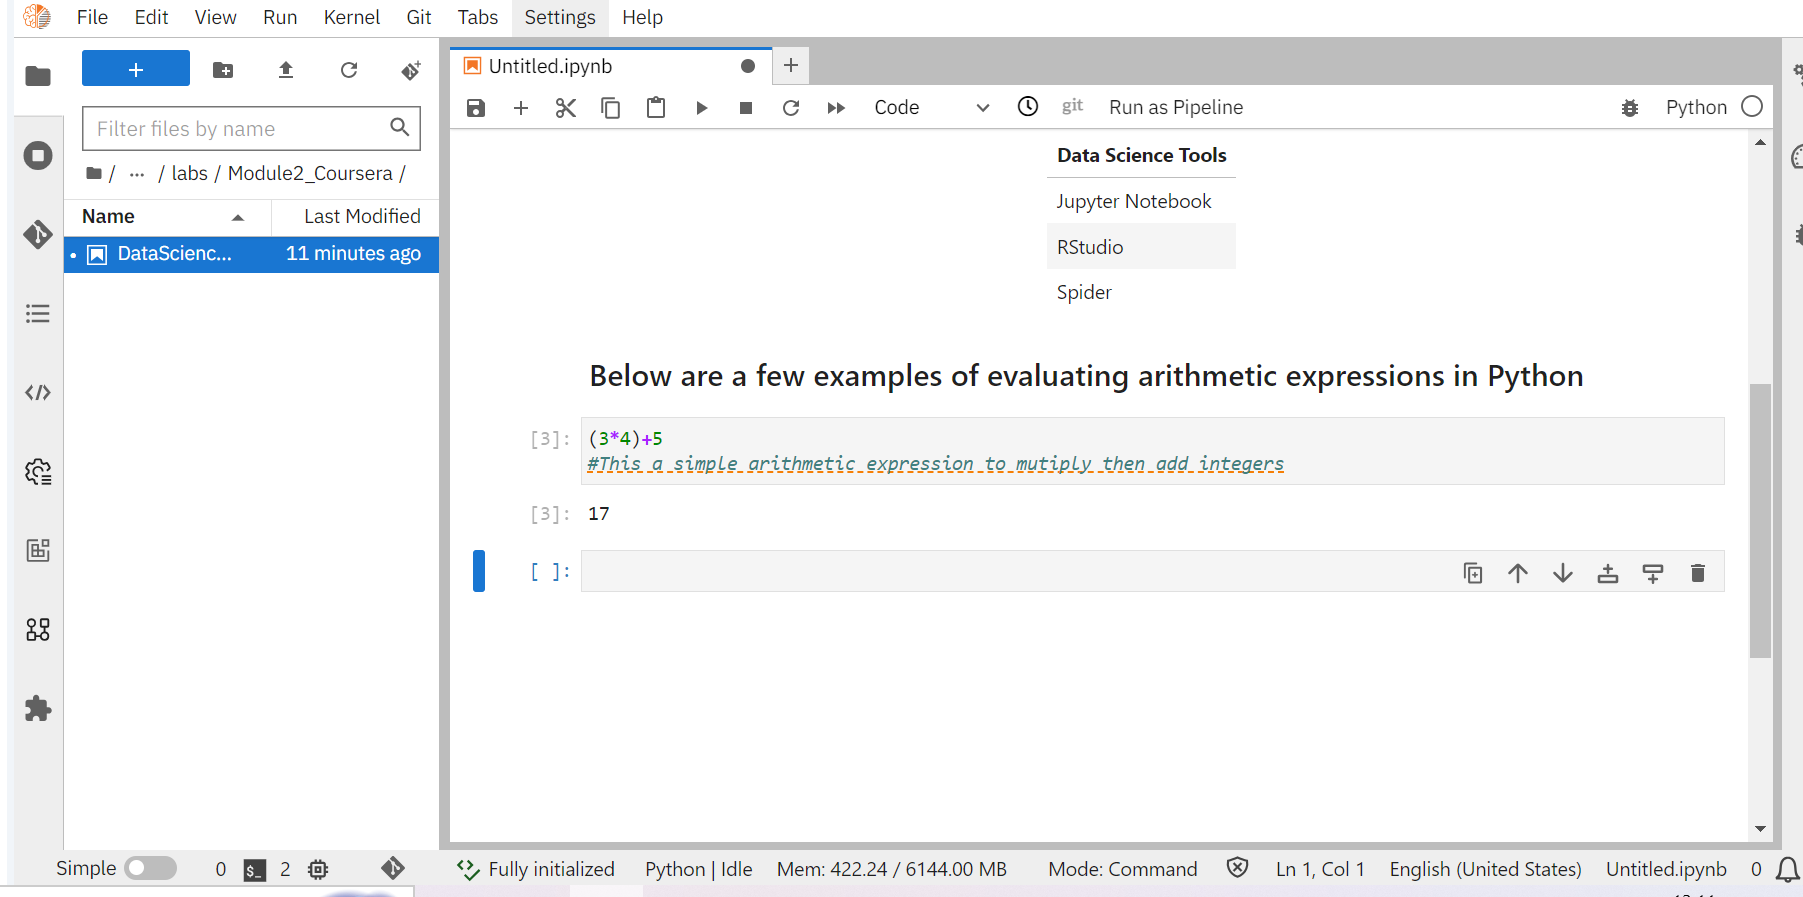 File Edit View Run Kernel Git Tabs Settings Help
+
Filter files by name
/ ... / labs / Module2_Coursera /
Name Last Modified
DataScienc... 11 minutes ago
Untitled.ipynb
Code git Run as Pipeline Python
Data Science Tools
Jupyter Notebook
RStudio
Spider
Below are a few examples of evaluating arithmetic expressions in Python
[3]: (3*4)+5
#This a simple arithmetic expression to mutiply then add integers
[3]: 17
[ ]:
Simple 0 $_ 2 Fully initialized Python | Idle Mem: 422.24 / 6144.00 MB Mode: Command Ln 1, Col 1 English (United States) Untitled.ipynb 0